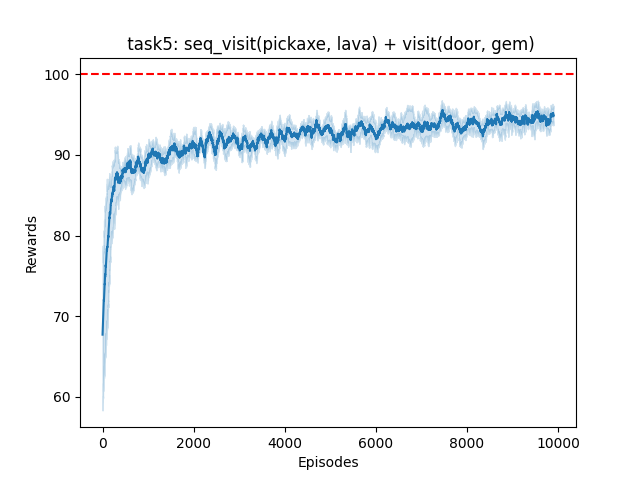 task5: seq_visit(pickaxe, lava) + visit(door, gem)
100
90
80
70
60
Rewards
0 2000 4000 6000 8000 10000
Episodes